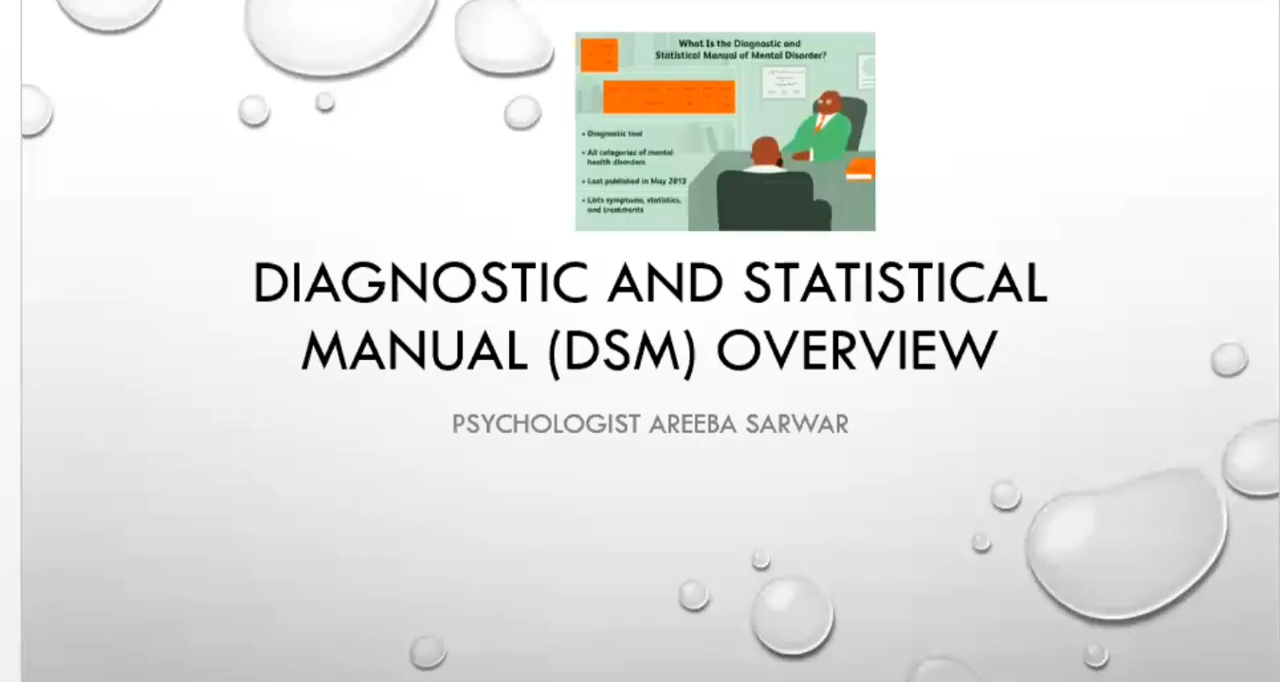 What Is the Diagnostic and
Statistical Manual of Mental Disorder?
• Diagnostic tool
• All categories of mental
health disorders
• Last published in May 2013
• Lists symptoms, statistics,
and treatments
DIAGNOSTIC AND STATISTICAL
MANUAL (DSM) OVERVIEW
PSYCHOLOGIST AREEBA SARWAR